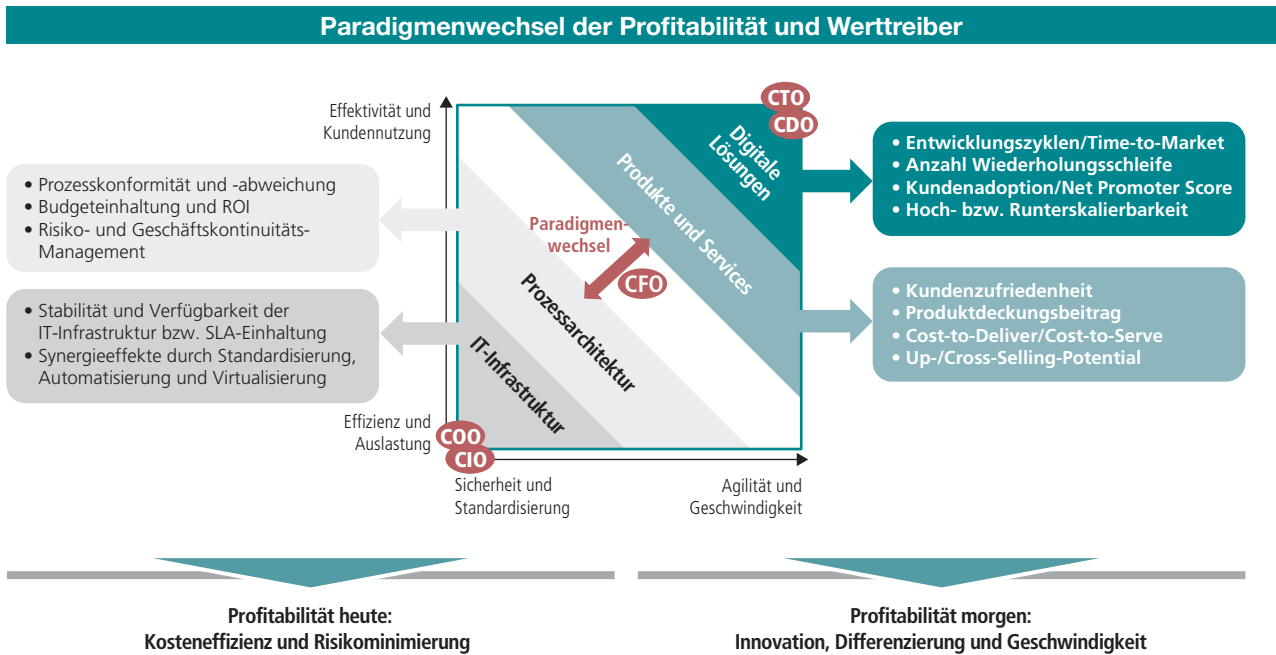 Paradigmenwechsel der Profitabilität und Werttreiber
Effektivität und
Kundennutzung
CTO
CDO
Digitale
Lösungen
Produkte und Services
Paradigmen-
wechsel
CFO
Prozessarchitektur
IT-Infrastruktur
• Prozesskonformität und -abweichung
• Budgeteinhaltung und ROI
• Risiko- und Geschäftskontinuitäts-
Management
• Stabilität und Verfügbarkeit der
IT-Infrastruktur bzw. SLA-Einhaltung
• Synergieeffekte durch Standardisierung,
Automatisierung und Virtualisierung
• Entwicklungszyklen/Time-to-Market
• Anzahl Wiederholungsschleife
• Kundenadoption/Net Promoter Score
• Hoch- bzw. Runterskalierbarkeit
• Kundenzufriedenheit
• Produktdeckungsbeitrag
• Cost-to-Deliver/Cost-to-Serve
• Up-/Cross-Selling-Potential
Effizienz und
Auslastung
COO
CIO
Sicherheit und
Standardisierung
Agilität und
Geschwindigkeit
Profitabilität heute:
Kosteneffizienz und Risikominimierung
Profitabilität morgen:
Innovation, Differenzierung und Geschwindigkeit